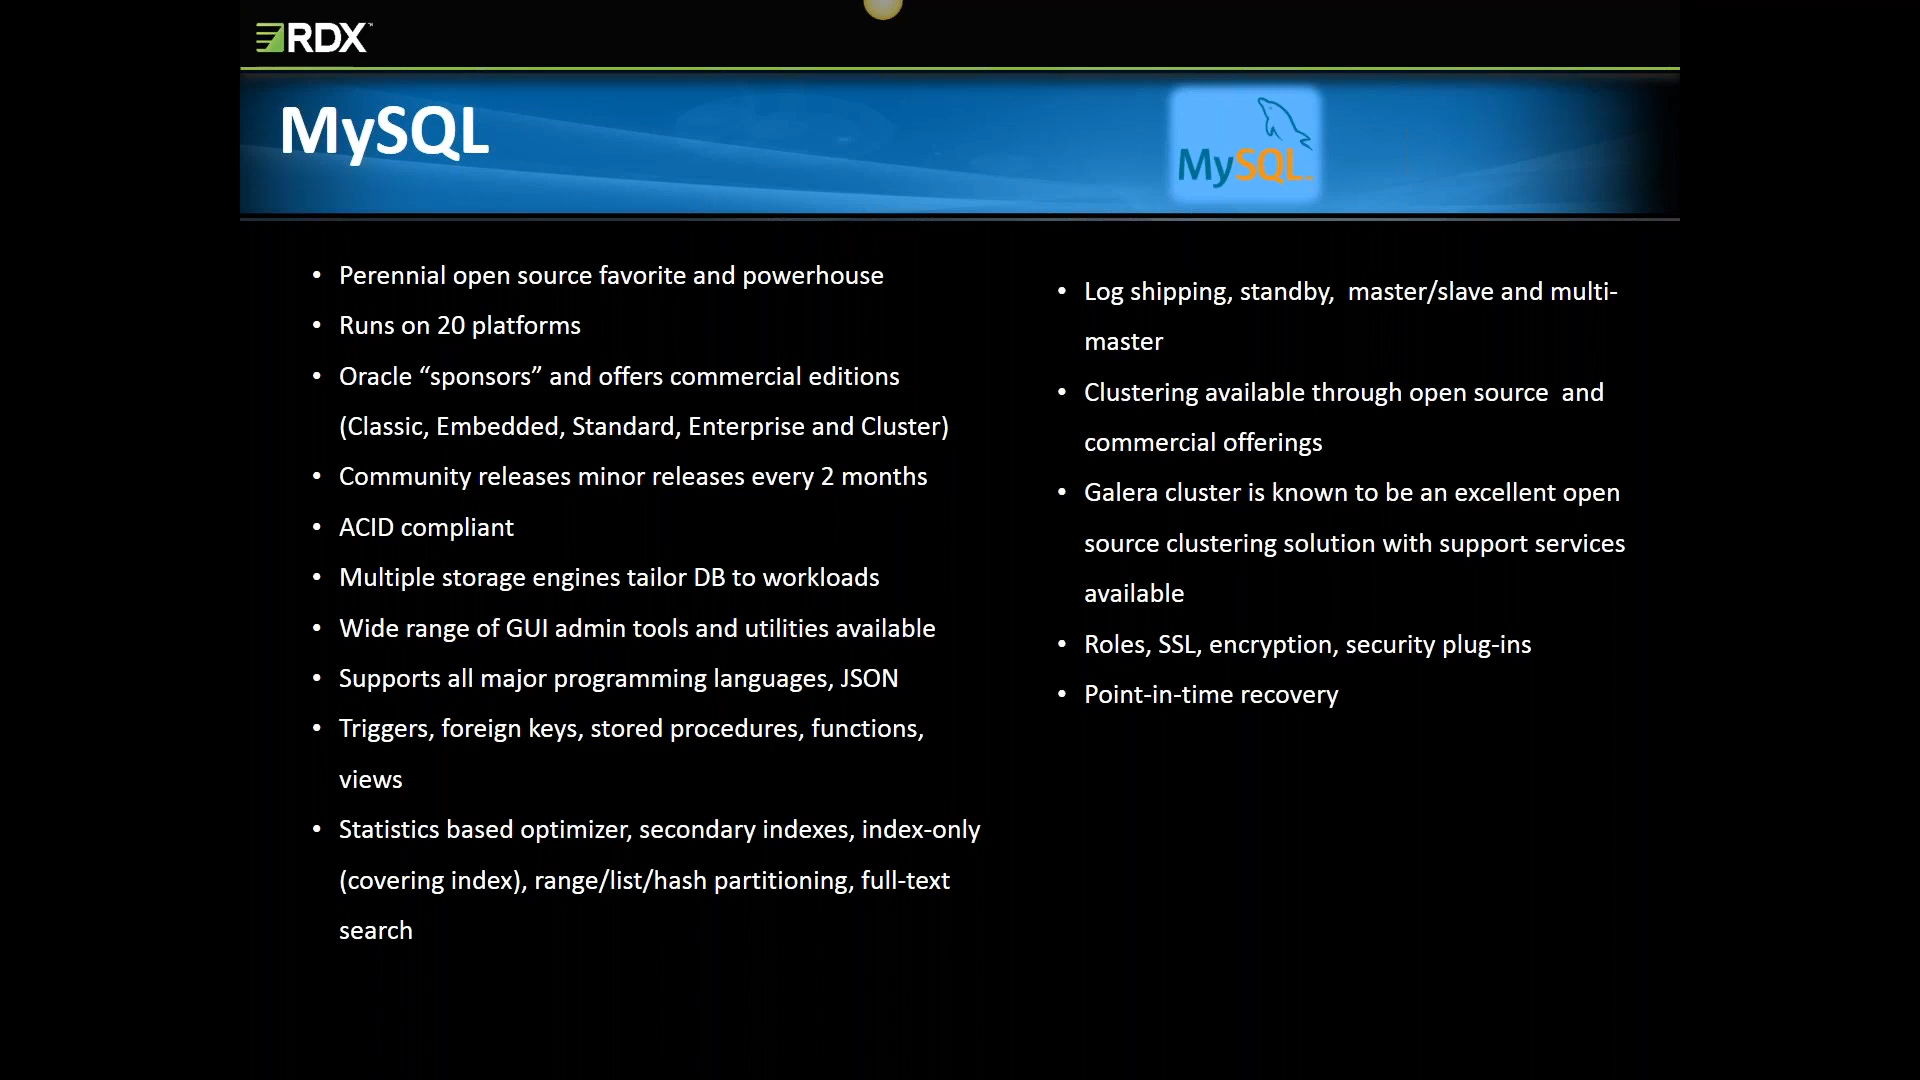 RDX™
MySQL
MySQL™
• Perennial open source favorite and powerhouse
• Runs on 20 platforms
• Oracle “sponsors” and offers commercial editions
(Classic, Embedded, Standard, Enterprise and Cluster)
• Community releases minor releases every 2 months
• ACID compliant
• Multiple storage engines tailor DB to workloads
• Wide range of GUI admin tools and utilities available
• Supports all major programming languages, JSON
• Triggers, foreign keys, stored procedures, functions,
views
• Statistics based optimizer, secondary indexes, index-only
(covering index), range/list/hash partitioning, full-text
search
• Log shipping, standby,  master/slave and multi-
master
• Clustering available through open source  and
commercial offerings
• Galera cluster is known to be an excellent open
source clustering solution with support services
available
• Roles, SSL, encryption, security plug-ins
• Point-in-time recovery